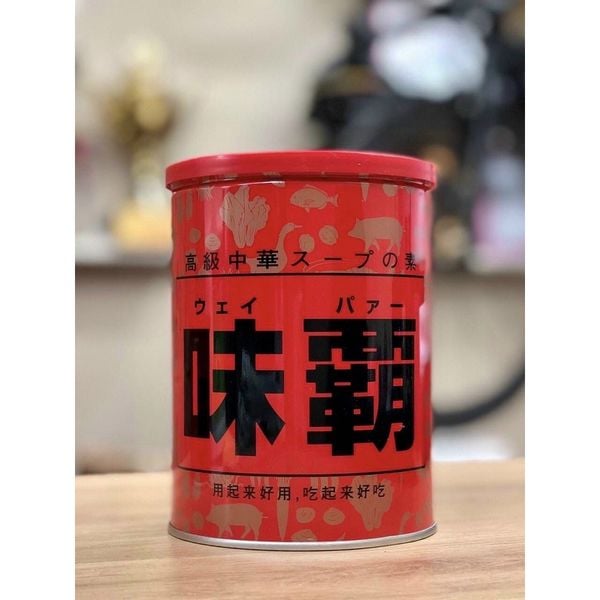 高級中華スープの素
ウェイ パァー
味覇
用起来好用,吃起来好吃